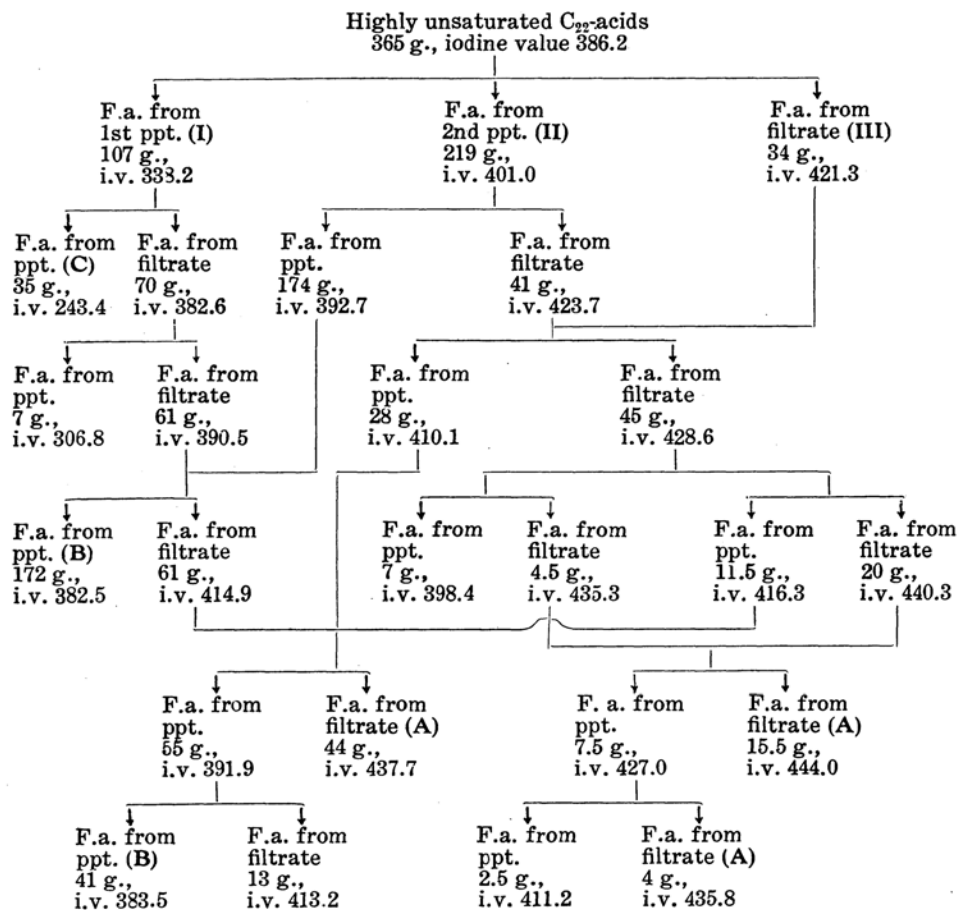 Highly unsaturated C₂₂-acids
365 g., iodine value 386.2
F.a. from
1st ppt. (I)
107 g.,
i.v. 338.2
F.a. from
2nd ppt. (II)
219 g.,
i.v. 401.0
F.a. from
filtrate (III)
34 g.,
i.v. 421.3
F.a. from
ppt. (C)
35 g.,
i.v. 243.4
F.a. from
filtrate
70 g.,
i.v. 382.6
F.a. from
ppt.
174 g.,
i.v. 392.7
F.a. from
filtrate
41 g.,
i.v. 423.7
F.a. from
ppt.
7 g.,
i.v. 306.8
F.a. from
filtrate
61 g.,
i.v. 390.5
F.a. from
ppt.
28 g.,
i.v. 410.1
F.a. from
filtrate
45 g.,
i.v. 428.6
F.a. from
ppt. (B)
172 g.,
i.v. 382.5
F.a. from
filtrate
61 g.,
i.v. 414.9
F.a. from
ppt.
7 g.,
i.v. 398.4
F.a. from
filtrate
4.5 g.,
i.v. 435.3
F.a. from
ppt.
11.5 g.,
i.v. 416.3
F.a. from
filtrate
20 g.,
i.v. 440.3
F.a. from
ppt.
55 g.,
i.v. 391.9
F.a. from
filtrate (A)
44 g.,
i.v. 437.7
F.a. from
ppt.
7.5 g.,
i.v. 427.0
F.a. from
filtrate (A)
15.5 g.,
i.v. 444.0
F.a. from
ppt. (B)
41 g.,
i.v. 383.5
F.a. from
filtrate
13 g.,
i.v. 413.2
F.a. from
ppt.
2.5 g.,
i.v. 411.2
F.a. from
filtrate (A)
4 g.,
i.v. 435.8